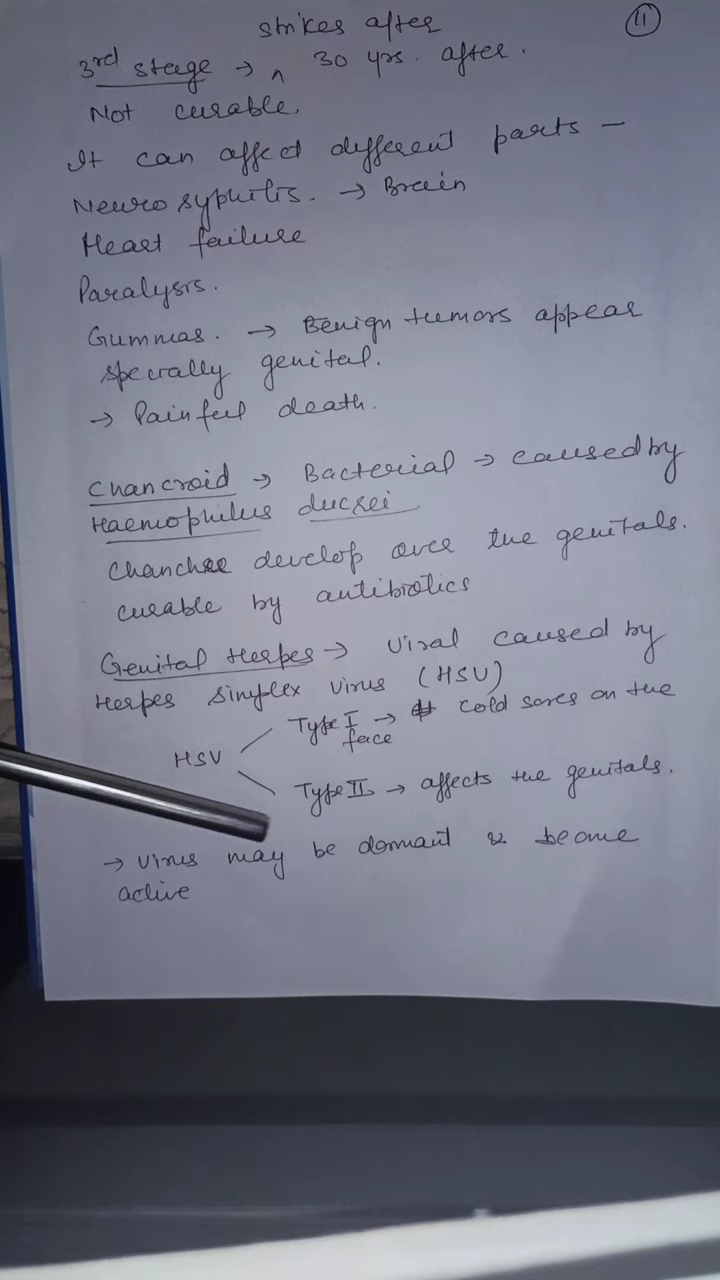 11
strikes after
3rd stage → ^ 30 yrs. after.
Not curable.
It can affect different parts —
Neurosyphilis. → Brain
Heart failure
Paralysis.
Gummas. → Benign tumors appear
specially genital.
→ Painful death.
Chancroid → Bacterial → caused by
Haemophilus ducrei
Chanchre develop over the genitals.
curable by antibiotics
Genital Herpes → Viral caused by
Herpes simplex virus (HSV)
Type I → cold sores on the
face
HSV
Type II → affects the genitals.
→ Virus may be domant & become
active